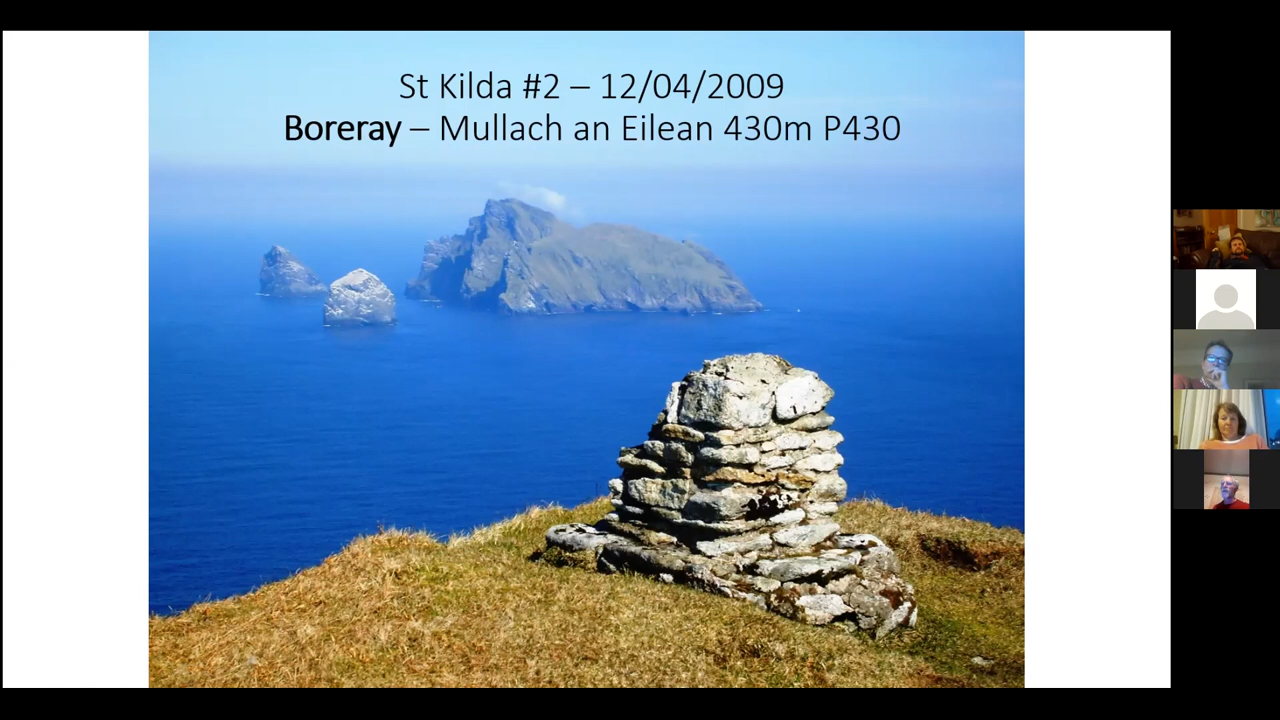 St Kilda #2 – 12/04/2009
Boreray – Mullach an Eilean 430m P430